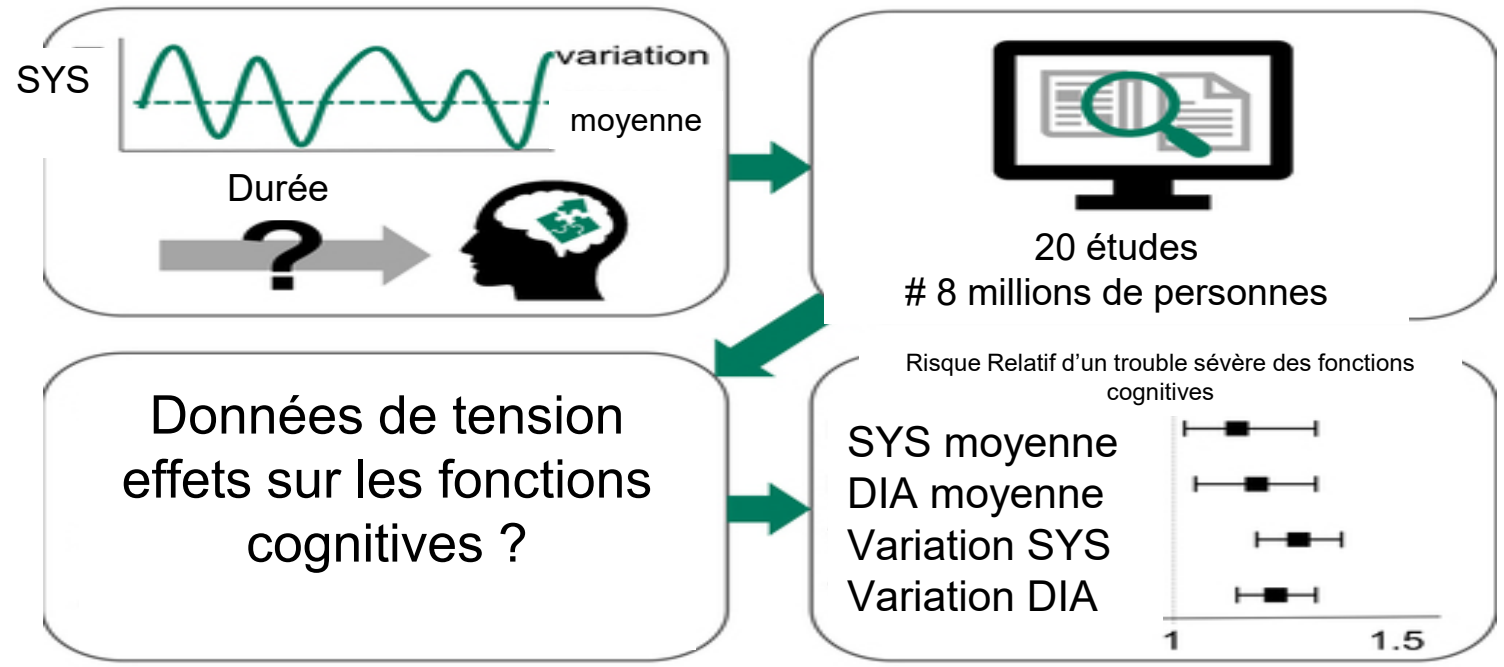 SYS
variation
moyenne
Durée
?
20 études
# 8 millions de personnes
Données de tension
effets sur les fonctions
cognitives ?
Risque Relatif d’un trouble sévère des fonctions
cognitives
SYS moyenne
DIA moyenne
Variation SYS
Variation DIA
1 1.5